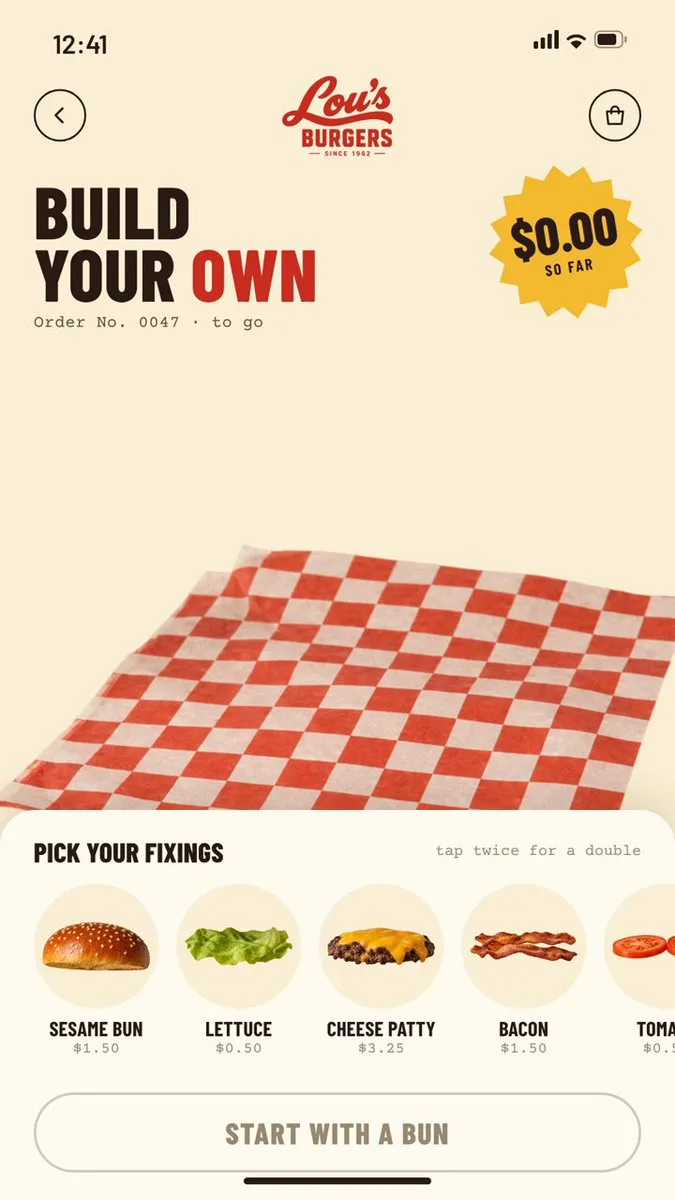 12:41
Lou's
BURGERS
SINCE 1962
BUILD
YOUR OWN
$0.00
SO FAR
Order No. 0047 · to go
PICK YOUR FIXINGS
tap twice for a double
SESAME BUN
$1.50
LETTUCE
$0.50
CHEESE PATTY
$3.25
BACON
$1.50
START WITH A BUN